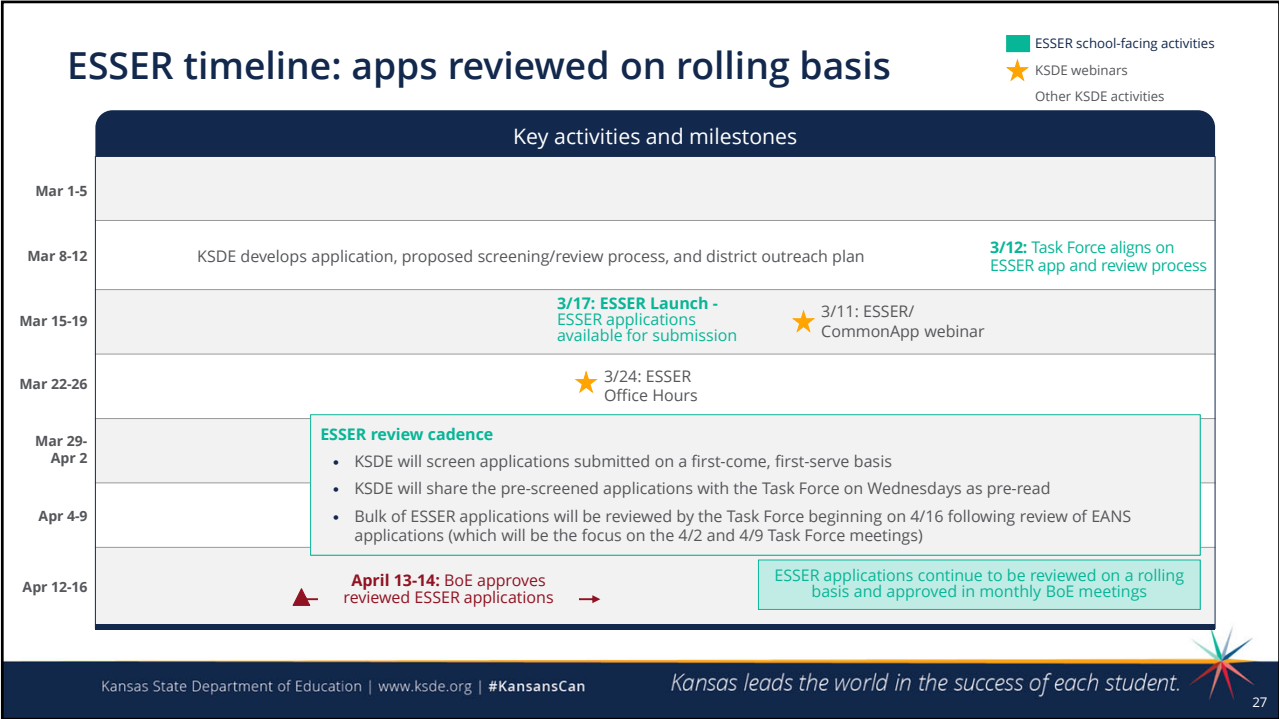 ESSER timeline: apps reviewed on rolling basis
ESSER school-facing activities
KSDE webinars
Other KSDE activities
Key activities and milestones
Mar 1-5
Mar 8-12
KSDE develops application, proposed screening/review process, and district outreach plan
3/12: Task Force aligns on
ESSER app and review process
Mar 15-19
3/17: ESSER Launch -
ESSER applications
available for submission
3/11: ESSER/
CommonApp webinar
Mar 22-26
3/24: ESSER
Office Hours
Mar 29-
Apr 2
ESSER review cadence
• KSDE will screen applications submitted on a first-come, first-serve basis
• KSDE will share the pre-screened applications with the Task Force on Wednesdays as pre-read
Apr 4-9
• Bulk of ESSER applications will be reviewed by the Task Force beginning on 4/16 following review of EANS
applications (which will be the focus on the 4/2 and 4/9 Task Force meetings)
Apr 12-16
April 13-14: BoE approves
reviewed ESSER applications
ESSER applications continue to be reviewed on a rolling
basis and approved in monthly BoE meetings
Kansas State Department of Education | www.ksde.org | #KansansCan
Kansas leads the world in the success of each student.
27